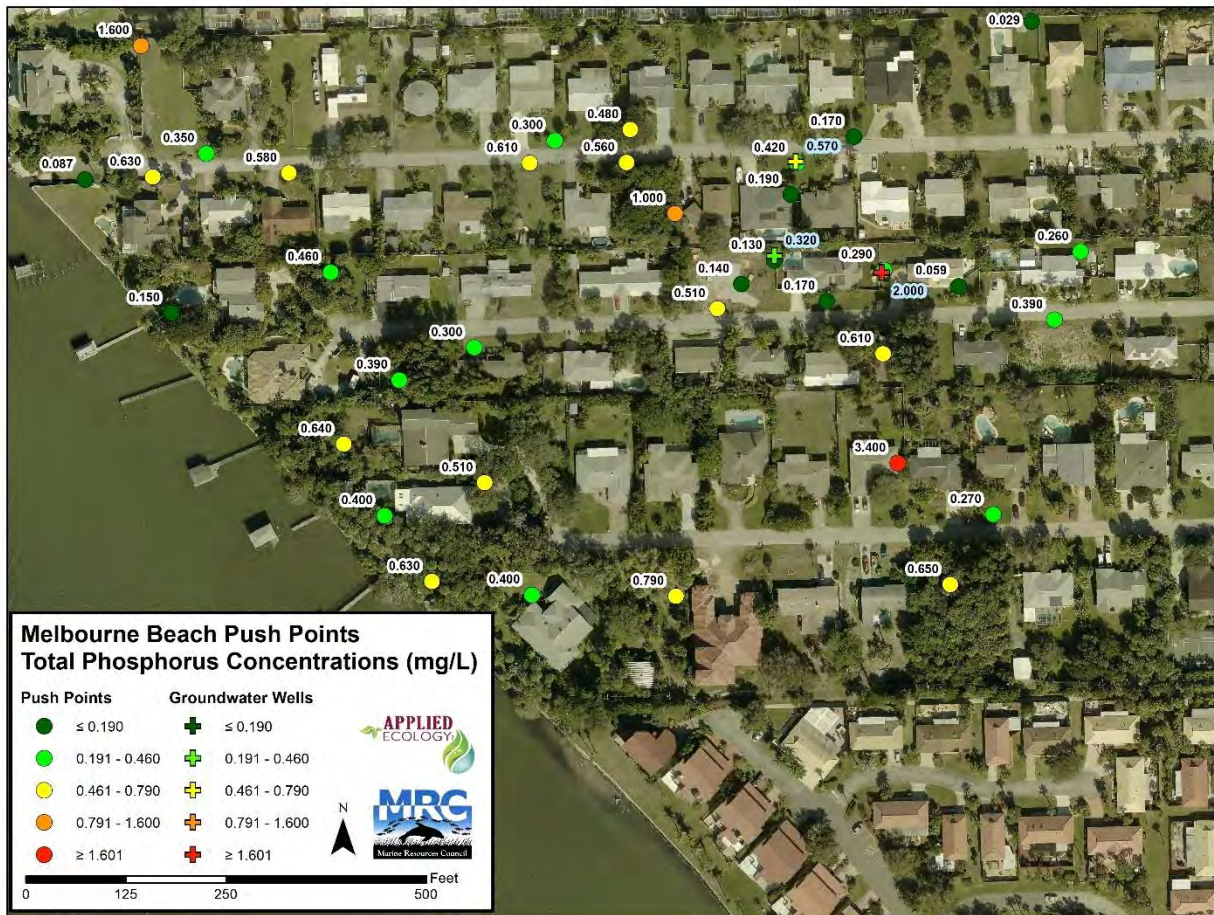 0.029
1.600
0.480
0.170
0.300
0.350
0.420 0.570
0.610
0.560
0.630
0.580
0.087
0.190
1.000
0.130 0.320
0.290
0.260
0.460
0.140
0.059
2.000
0.150
0.510
0.170
0.390
0.300
0.610
0.390
0.640
3.400
0.510
0.400
0.270
0.630
0.400
0.790
0.650
Melbourne Beach Push Points
Total Phosphorus Concentrations (mg/L)
Push Points Groundwater Wells
≤ 0.190 ≤ 0.190
0.191 - 0.460 0.191 - 0.460
0.461 - 0.790 0.461 - 0.790
0.791 - 1.600 0.791 - 1.600
≥ 1.601 ≥ 1.601
APPLIED
ECOLOGY
N
MRC
Marine Resources Council
Feet
0 125 250 500